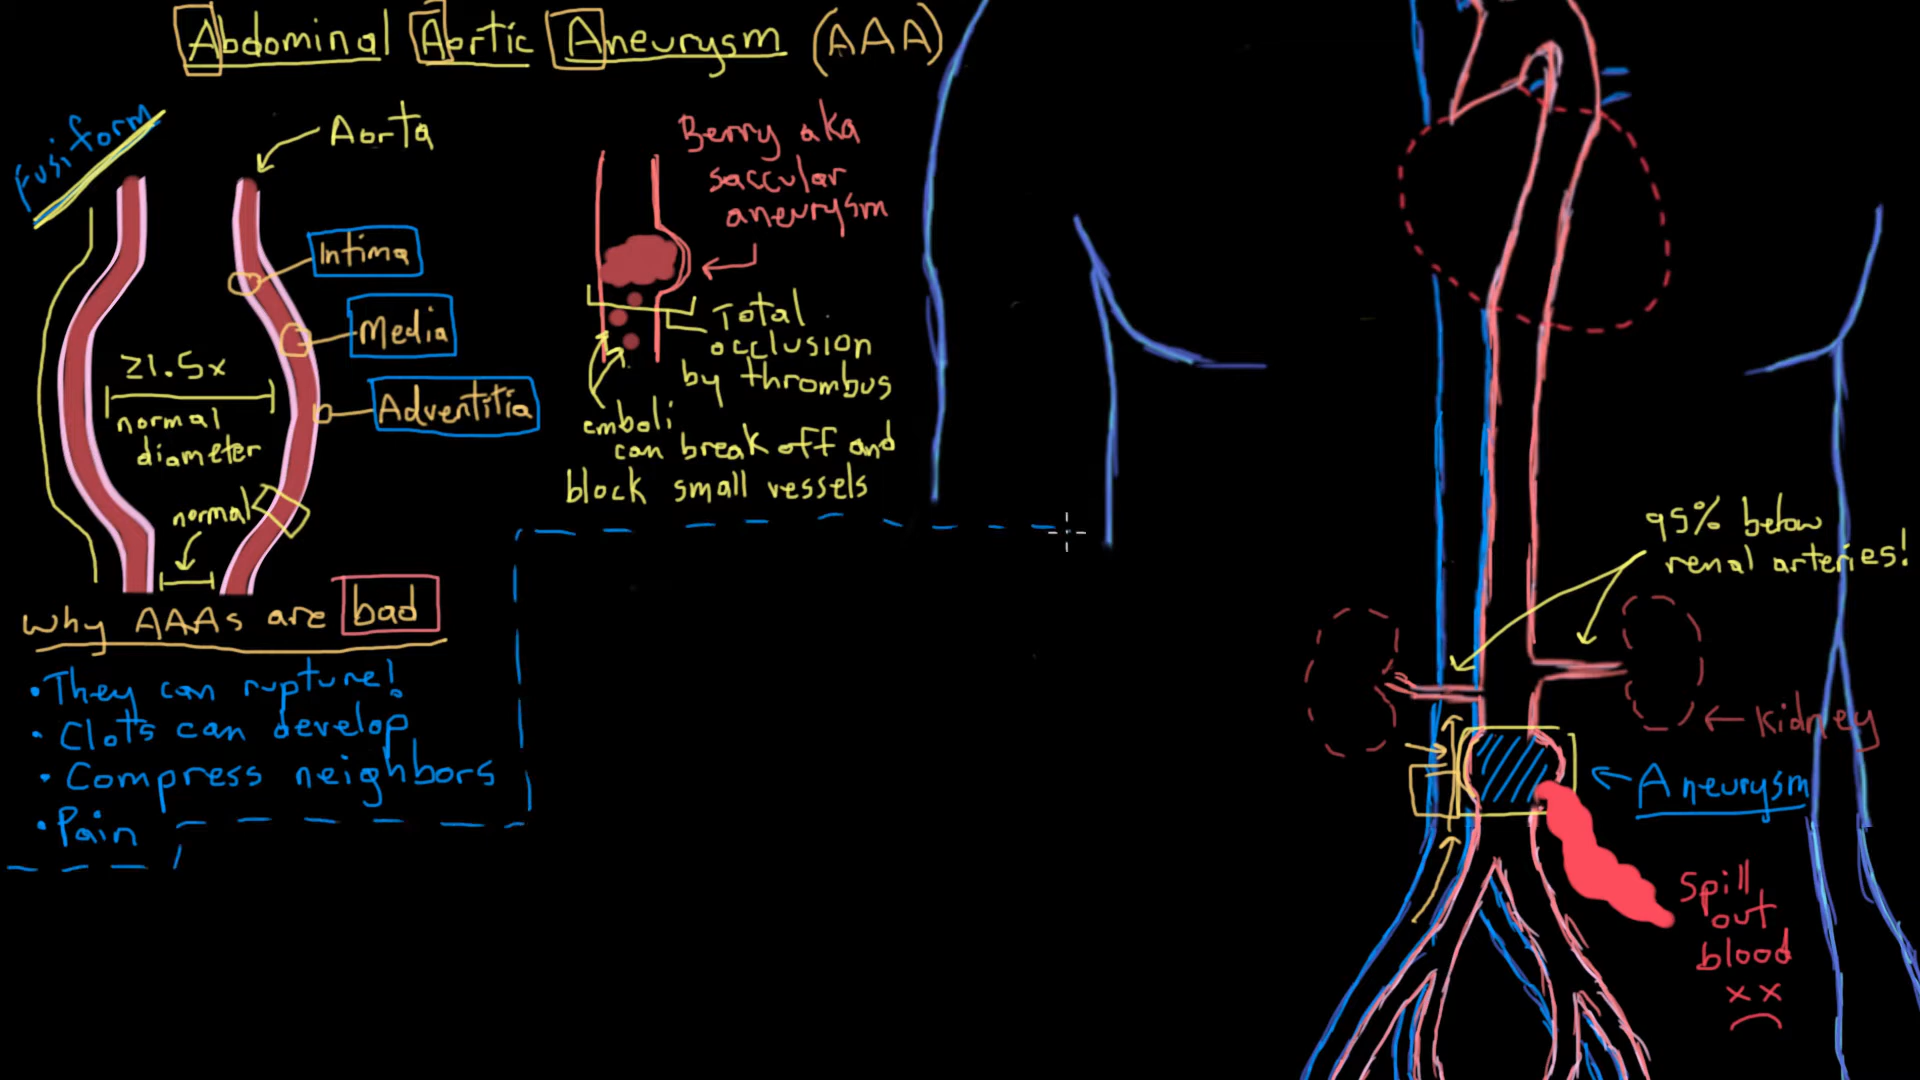 Abdominal Aortic Aneurysm (AAA)
Fusiform
Aorta
Intima
Media
Adventitia
≥1.5x
normal
diameter
normal
Berry aka
saccular
aneurysm
Total
occlusion
by thrombus
emboli
can break off and
block small vessels
Why AAAs are bad
• They can rupture!
• Clots can develop
• Compress neighbors
• Pain
95% below
renal arteries!
Kidney
Aneurysm
Spill
out
blood
x x